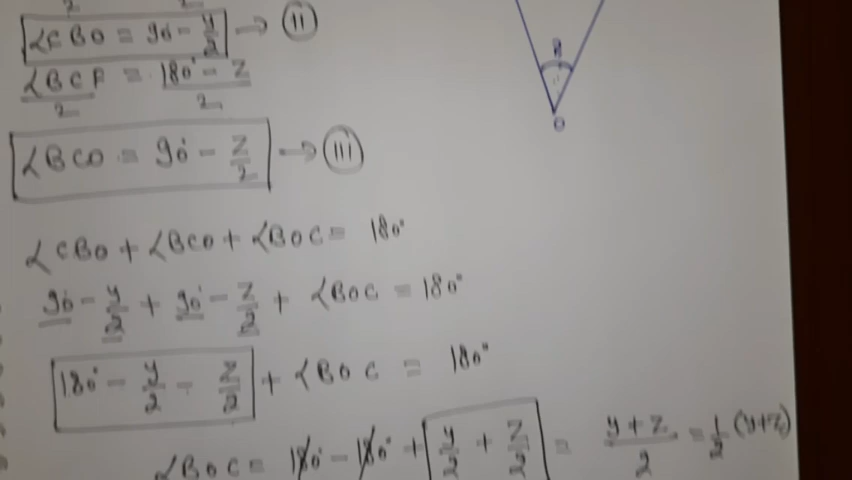 ∠CBO = 90° - y/2 → (ii)
∠BCF/2 = 180° - z/2
∠BCO = 90° - z/2 → (iii)
O
∠CBO + ∠BCO + ∠BOC = 180°
90° - y/2 + 90° - z/2 + ∠BOC = 180°
180° - y/2 - z/2 + ∠BOC = 180°
∠BOC = 180° - 180° + y/2 + z/2 = y+z/2 = 1/2 (y+z)